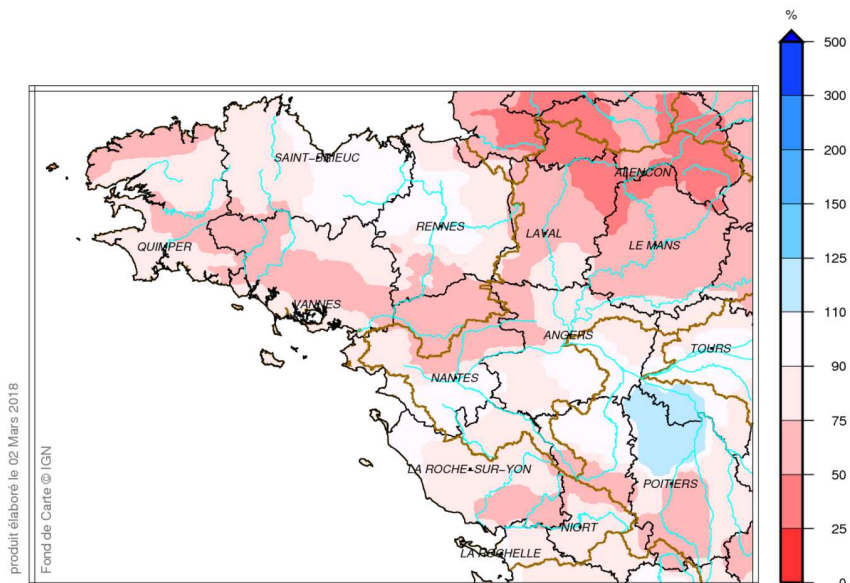 %
500
300
200
150
125
110
90
75
50
25
0
SAINT-BRIEUC
ALENCON
RENNES
LAVAL
LE MANS
QUIMPER
VANNES
ANGERS
TOURS
NANTES
LA ROCHE-SUR-YON
POITIERS
NIORT
LA ROCHELLE
produit élaboré le 02 Mars 2018
Fond de Carte © IGN